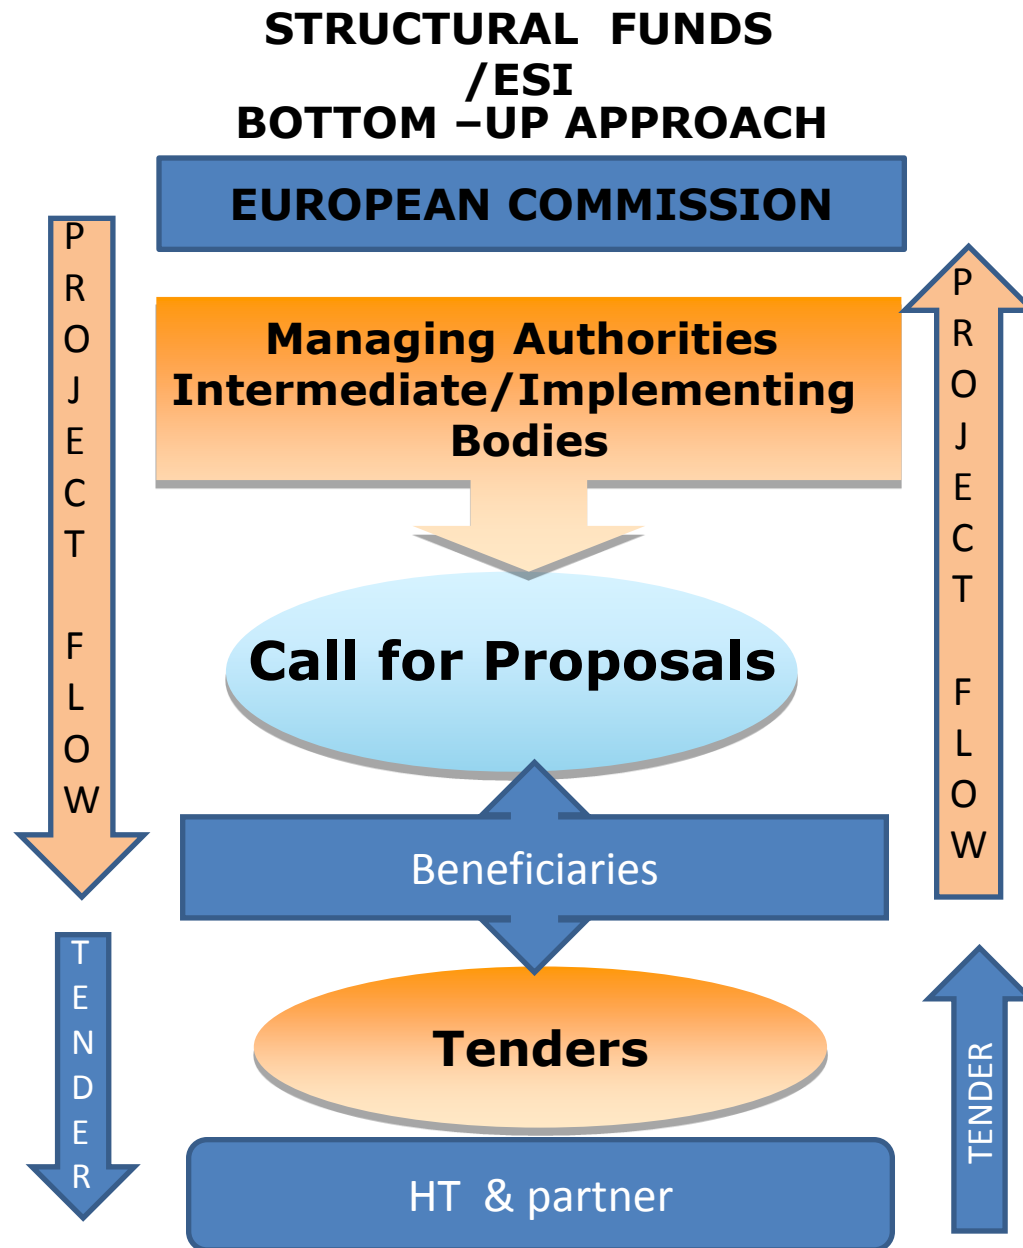 STRUCTURAL FUNDS
/ESI
BOTTOM –UP APPROACH
EUROPEAN COMMISSION
PROJECT FLOW
PROJECT FLOW
Managing Authorities
Intermediate/Implementing
Bodies
Call for Proposals
Beneficiaries
TENDER
TENDER
Tenders
HT & partner